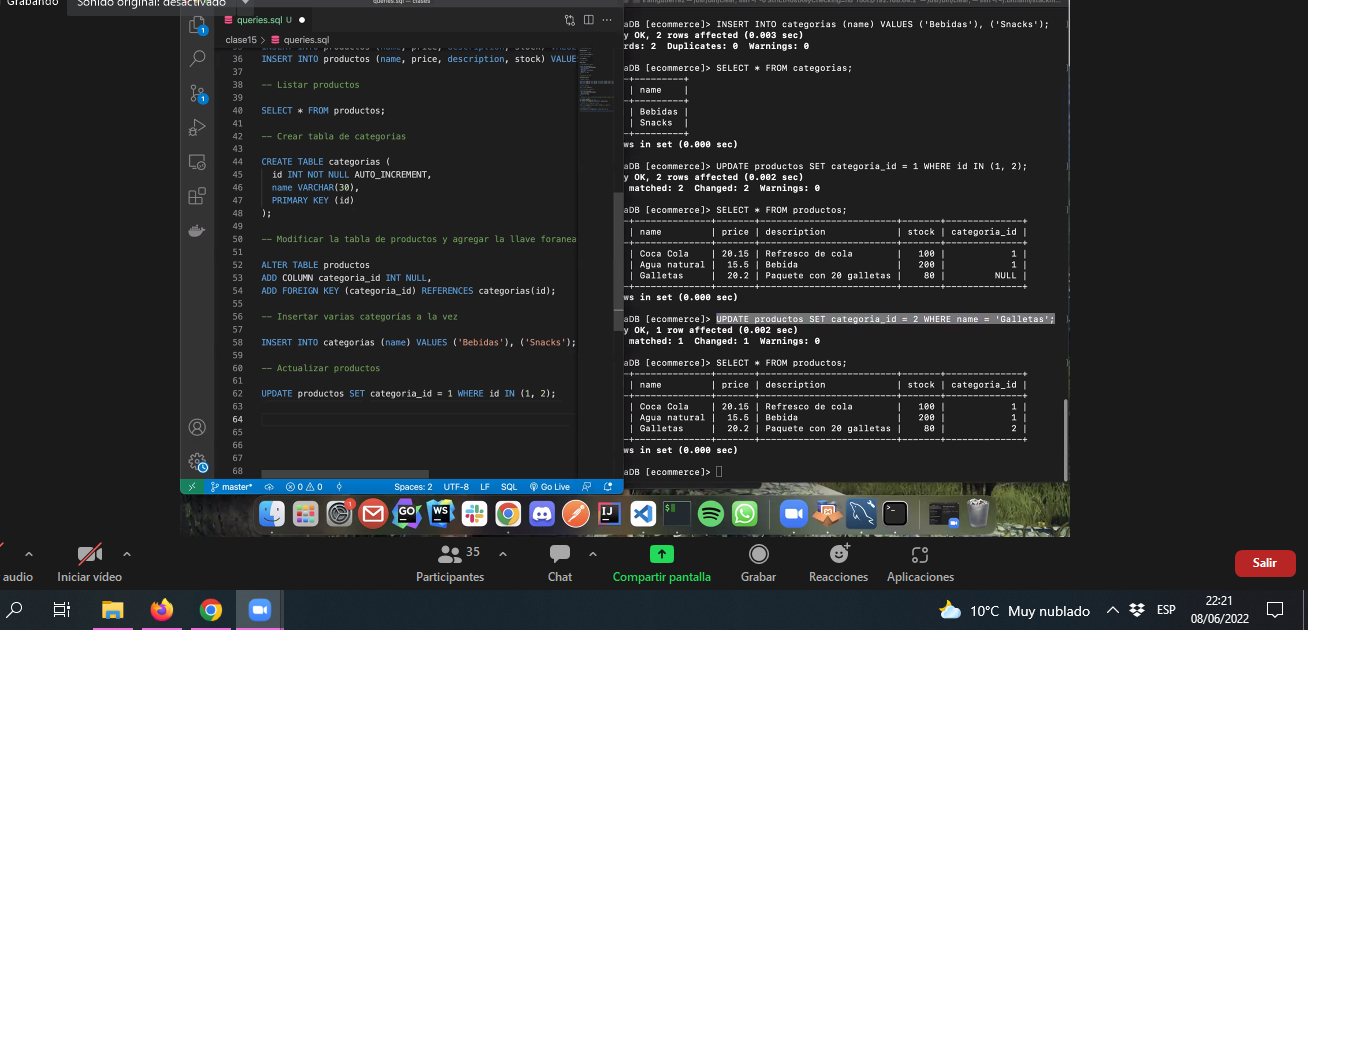 Grabando
Sonido original: desactivado
queries.sql — clases
queries.sql U
clase15 > queries.sql
36 INSERT INTO productos (name, price, description, stock) VALUE
37
38 -- Listar productos
39
40 SELECT * FROM productos;
41
42 -- Crear tabla de categorias
43
44 CREATE TABLE categorias (
45 id INT NOT NULL AUTO_INCREMENT,
46 name VARCHAR(30),
47 PRIMARY KEY (id)
48 );
49
50 -- Modificar la tabla de productos y agregar la llave foranea
51
52 ALTER TABLE productos
53 ADD COLUMN categoria_id INT NULL,
54 ADD FOREIGN KEY (categoria_id) REFERENCES categorias(id);
55
56 -- Insertar varias categorias a la vez
57
58 INSERT INTO categorias (name) VALUES ('Bebidas'), ('Snacks');
59
60 -- Actualizar productos
61
62 UPDATE productos SET categoria_id = 1 WHERE id IN (1, 2);
63
64
65
66
67
68
master*
0 0
Spaces: 2 UTF-8 LF SQL Go Live
aDB [ecommerce]> INSERT INTO categorias (name) VALUES ('Bebidas'), ('Snacks');
y OK, 2 rows affected (0.003 sec)
rds: 2 Duplicates: 0 Warnings: 0
aDB [ecommerce]> SELECT * FROM categorias;
-+---------+
| name |
-+---------+
| Bebidas |
| Snacks |
-+---------+
ws in set (0.000 sec)
aDB [ecommerce]> UPDATE productos SET categoria_id = 1 WHERE id IN (1, 2);
y OK, 2 rows affected (0.002 sec)
matched: 2 Changed: 2 Warnings: 0
aDB [ecommerce]> SELECT * FROM productos;
| name | price | description | stock | categoria_id |
| Coca Cola | 20.15 | Refresco de cola | 100 | 1 |
| Agua natural | 15.5 | Bebida | 200 | 1 |
| Galletas | 20.2 | Paquete con 20 galletas | 80 | NULL |
ws in set (0.000 sec)
aDB [ecommerce]> UPDATE productos SET categoria_id = 2 WHERE name = 'Galletas';
y OK, 1 row affected (0.002 sec)
matched: 1 Changed: 1 Warnings: 0
aDB [ecommerce]> SELECT * FROM productos;
| name | price | description | stock | categoria_id |
| Coca Cola | 20.15 | Refresco de cola | 100 | 1 |
| Agua natural | 15.5 | Bebida | 200 | 1 |
| Galletas | 20.2 | Paquete con 20 galletas | 80 | 2 |
ws in set (0.000 sec)
aDB [ecommerce]>
GO WS IJ
audio
Iniciar vídeo
35
Participantes
Chat
Compartir pantalla
Grabar
Reacciones
Aplicaciones
Salir
10°C Muy nublado
ESP
22:21
08/06/2022